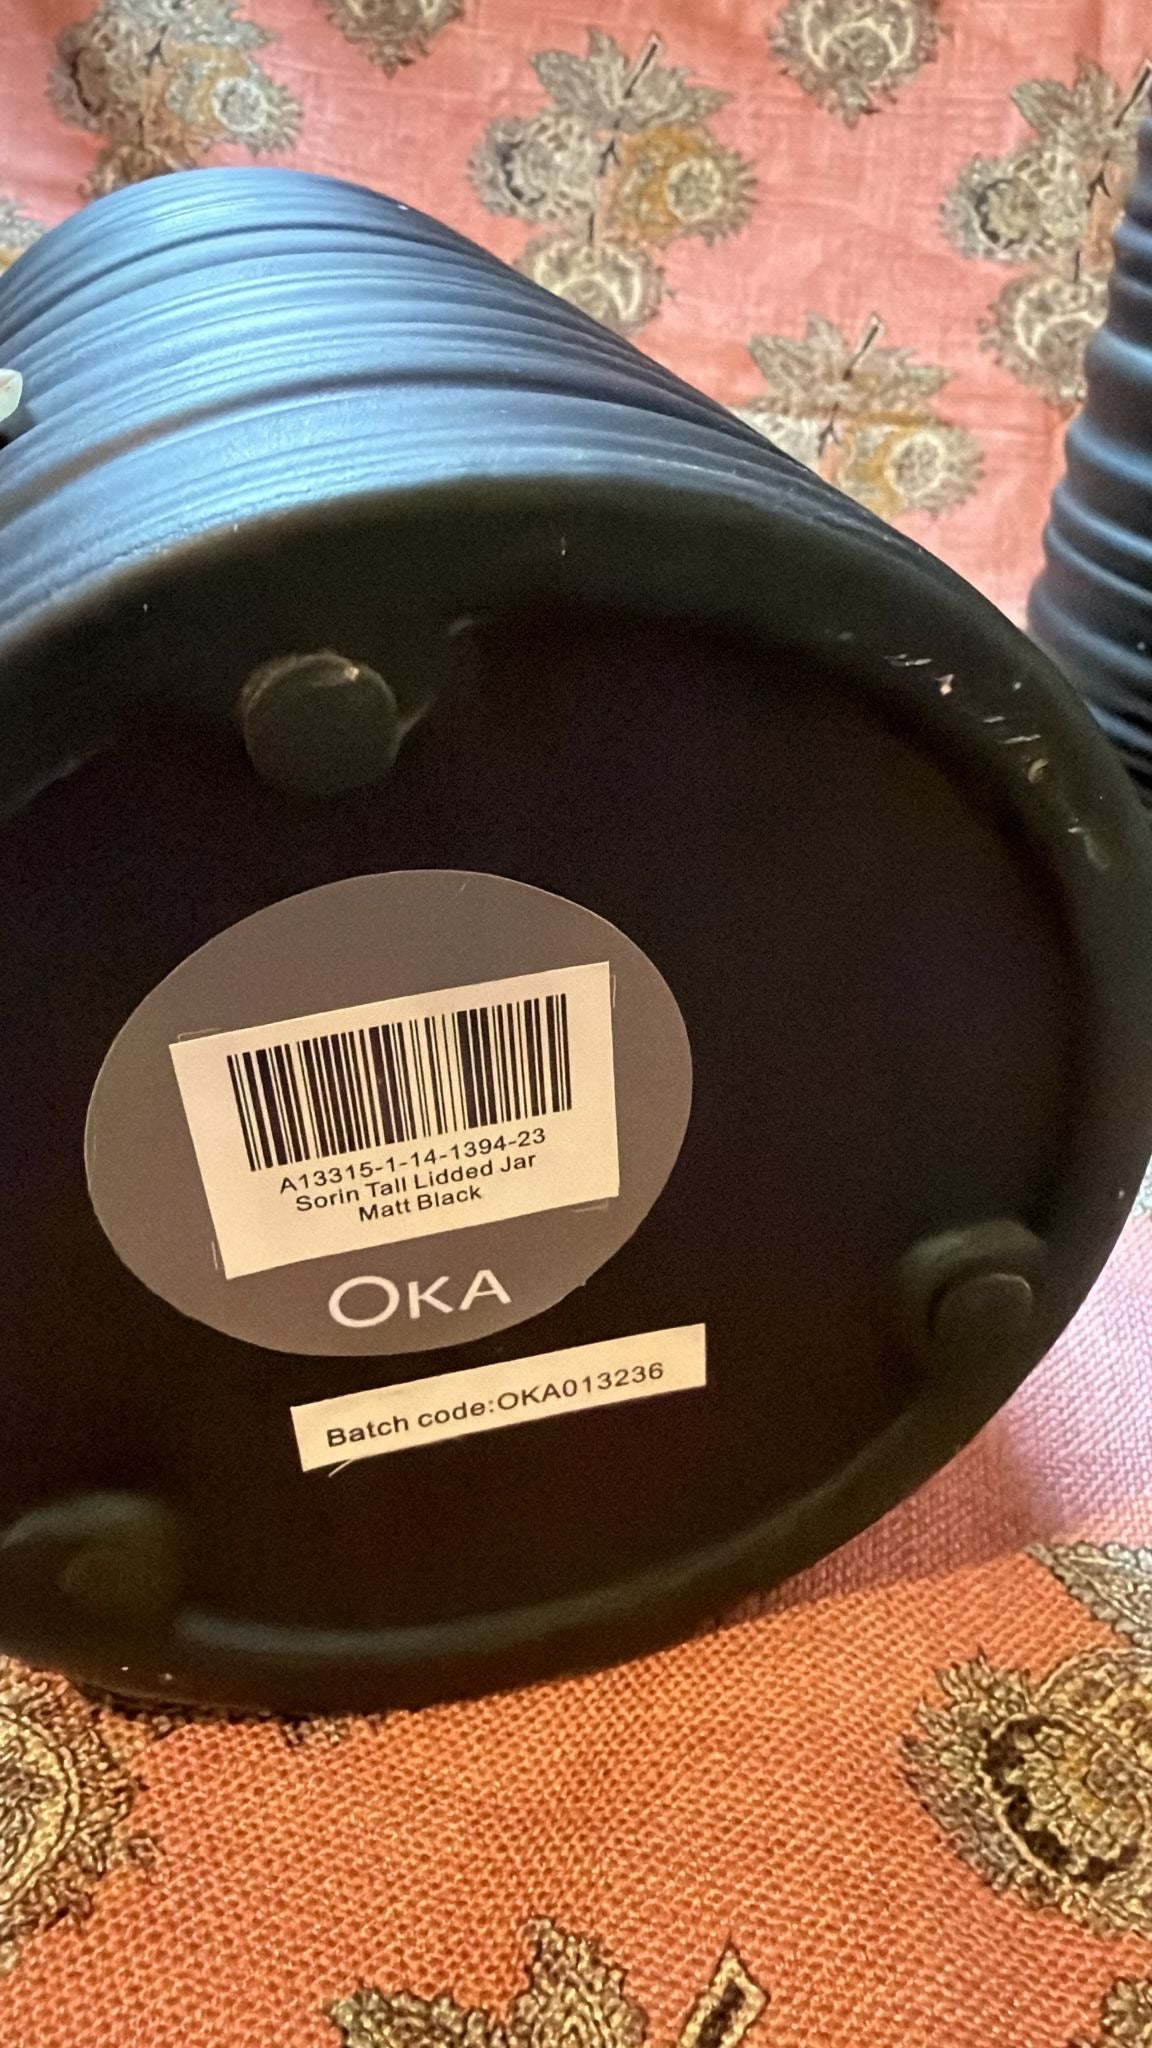 A13315-1-14-1394-23
Sorin Tall Lidded Jar
Matt Black
OKA
Batch code:OKA013236